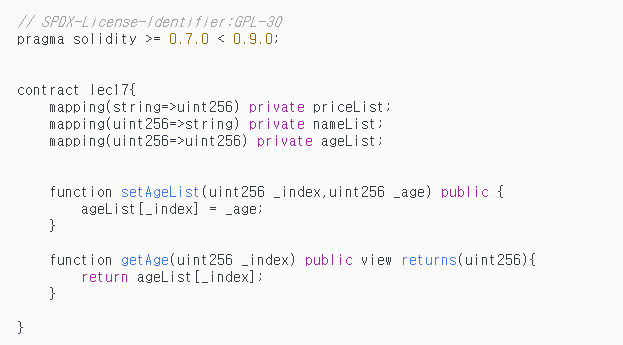 // SPDX-License-Identifier:GPL-30
pragma solidity >= 0.7.0 < 0.9.0;
contract lec17{
mapping(string=>uint256) private priceList;
mapping(uint256=>string) private nameList;
mapping(uint256=>uint256) private ageList;
function setAgeList(uint256 _index,uint256 _age) public {
ageList[_index] = _age;
}
function getAge(uint256 _index) public view returns(uint256){
return ageList[_index];
}
}